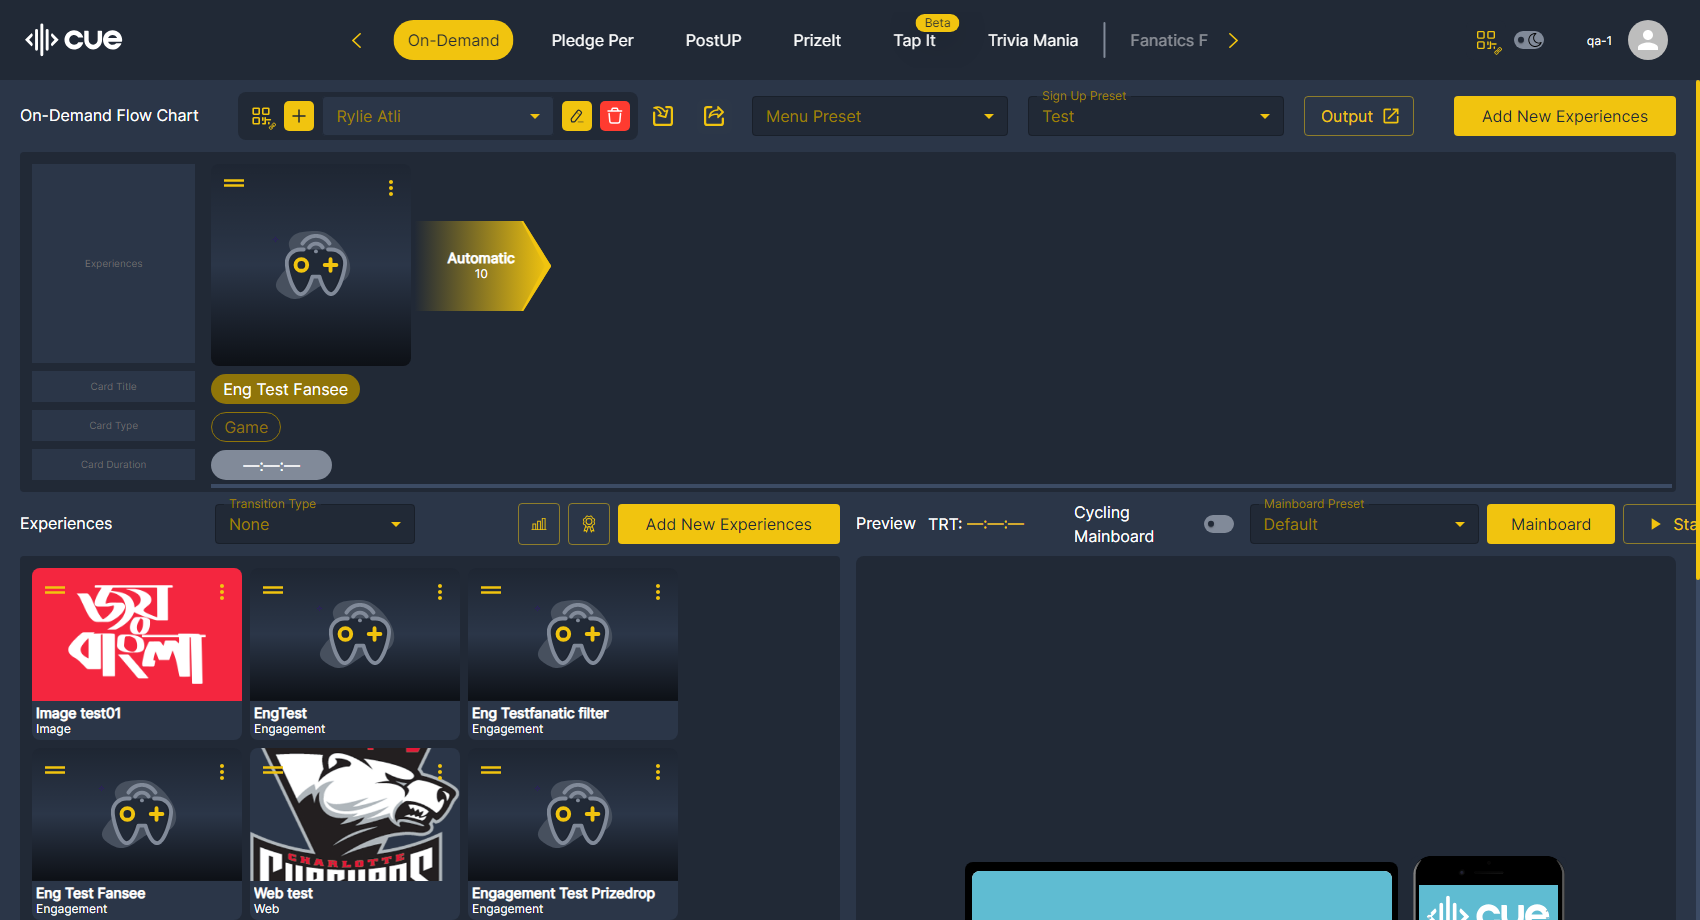 cue
On-Demand
Pledge Per
PostUP
PrizeIt
Beta
Tap It
Trivia Mania
Fanatics F
qa-1
On-Demand Flow Chart
Rylie Atli
Menu Preset
Sign Up Preset
Test
Output
Add New Experiences
Experiences
Automatic
10
Card Title
Eng Test Fansee
Card Type
Game
Card Duration
—:—:—
Experiences
Transition Type
None
Add New Experiences
Preview
TRT: —:—:—
Cycling
Mainboard
Mainboard Preset
Default
Mainboard
Sta
জয়
বাংলা
Image test01
Image
EngTest
Engagement
Eng Testfanatic filter
Engagement
Eng Test Fansee
Engagement
CHARLOTTE
Web test
Web
Engagement Test Prizedrop
Engagement
cue